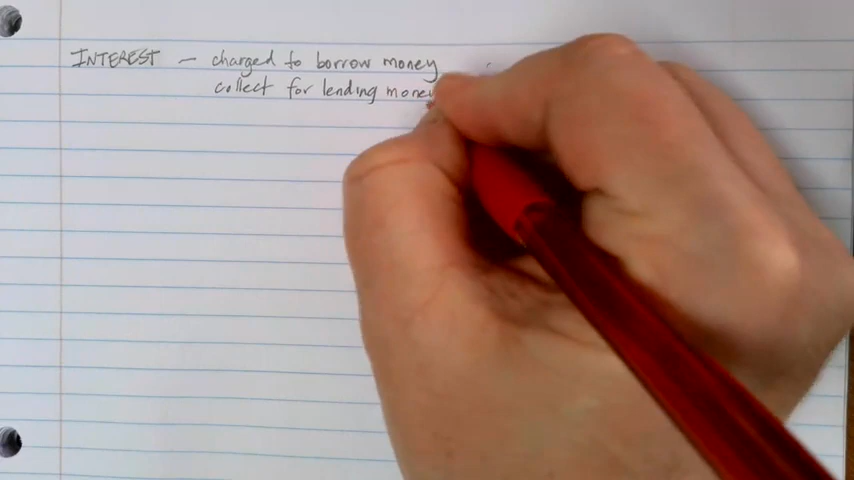 INTEREST — charged to borrow money
collect for lending money